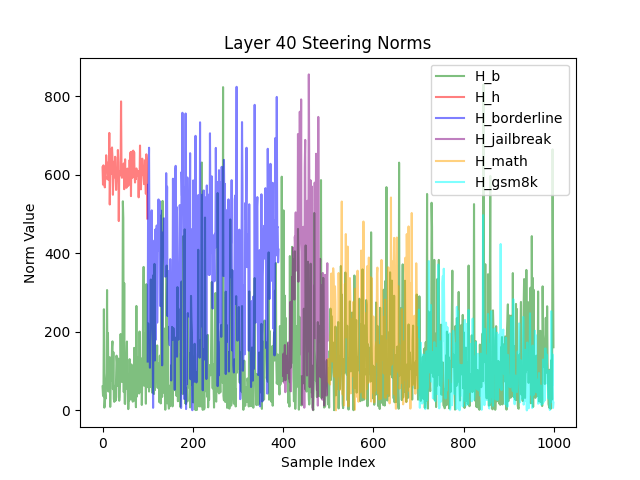 Layer 40 Steering Norms
Norm Value
800
600
400
200
0
0
200
400
600
800
1000
Sample Index
H_b
H_h
H_borderline
H_jailbreak
H_math
H_gsm8k